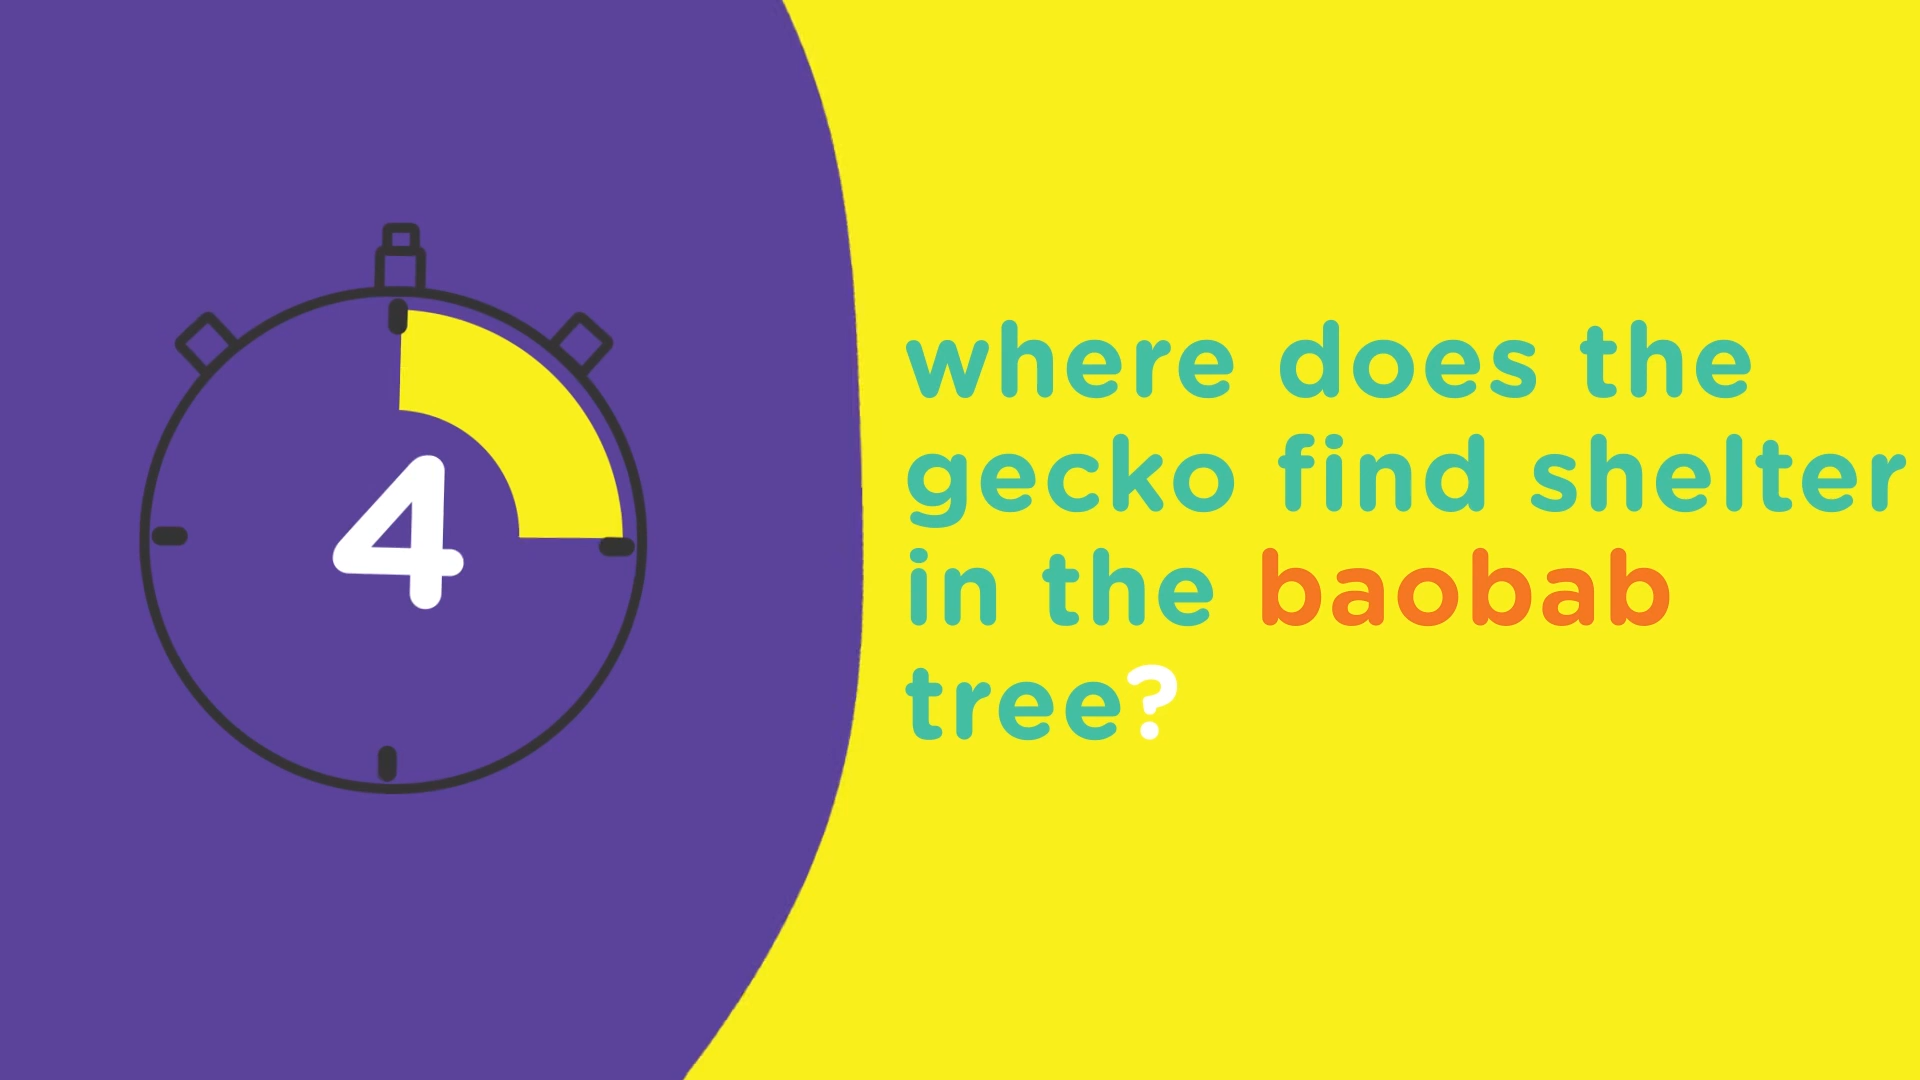 4
where does the
gecko find shelter
in the baobab
tree?